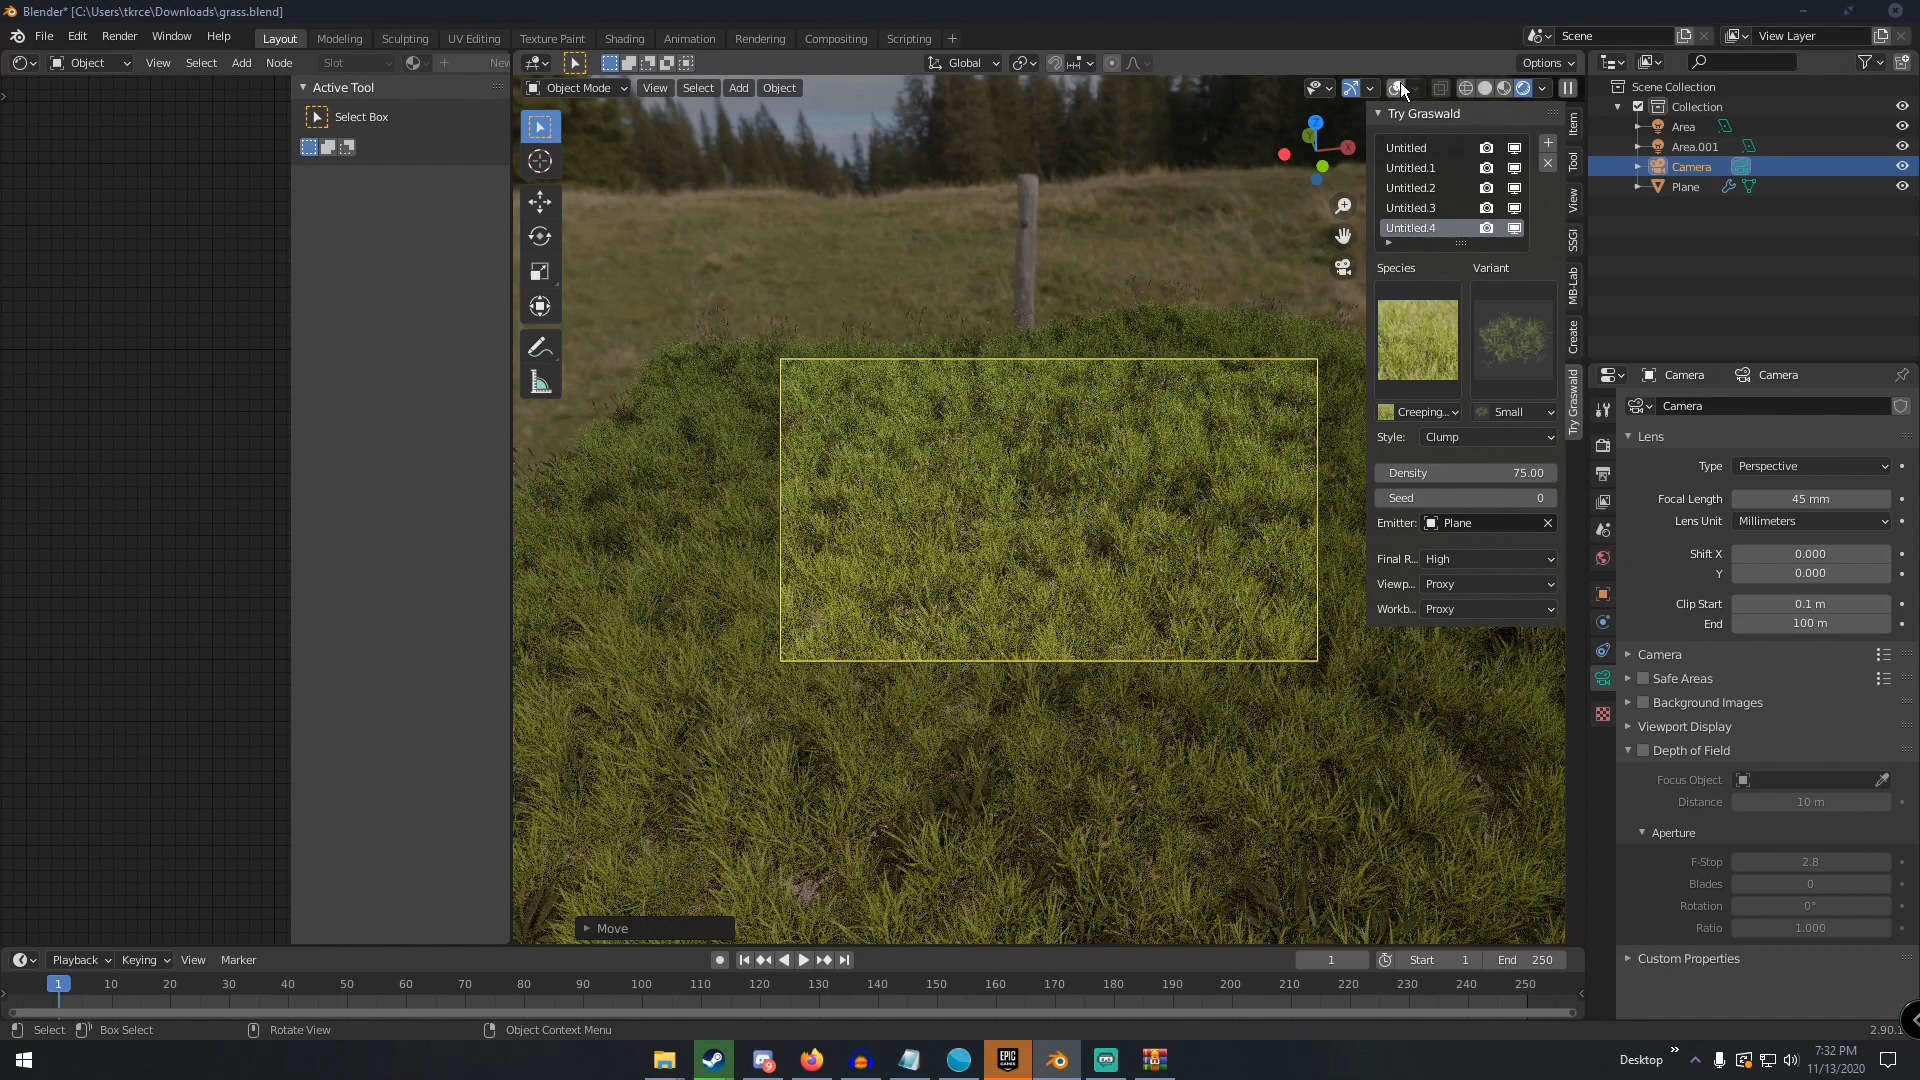 Blender* [C:\Users\tkrce\Downloads\grass.blend]
File Edit Render Window Help Layout Modeling Sculpting UV Editing Texture Paint Shading Animation Rendering Compositing Scripting + Scene View Layer
Object View Select Add Node Slot New Global Options
Active Tool
Select Box
Object Mode View Select Add Object
Try Graswald
Untitled
Untitled.1
Untitled.2
Untitled.3
Untitled.4
Species Variant
Creeping... Small
Style: Clump
Density 75.00
Seed 0
Emitter: Plane
Final R... High
Viewp... Proxy
Workb... Proxy
Item
Tool
View
SSGI
MB-Lab
Create
Try Graswald
Z
Y
X
Move
Scene Collection
Collection
Area
Area.001
Camera
Plane
Camera Camera
Camera
Lens
Type Perspective
Focal Length 45 mm
Lens Unit Millimeters
Shift X 0.000
Y 0.000
Clip Start 0.1 m
End 100 m
Camera
Safe Areas
Background Images
Viewport Display
Depth of Field
Focus Object
Distance 10 m
Aperture
F-Stop 2.8
Blades 0
Rotation 0°
Ratio 1.000
Custom Properties
Playback Keying View Marker 1 Start 1 End 250
1 10 20 30 40 50 60 70 80 90 100 110 120 130 140 150 160 170 180 190 200 210 220 230 240 250
Select Box Select Rotate View Object Context Menu 2.90.1
9
EPIC GAMES
Desktop
7:32 PM
11/13/2020